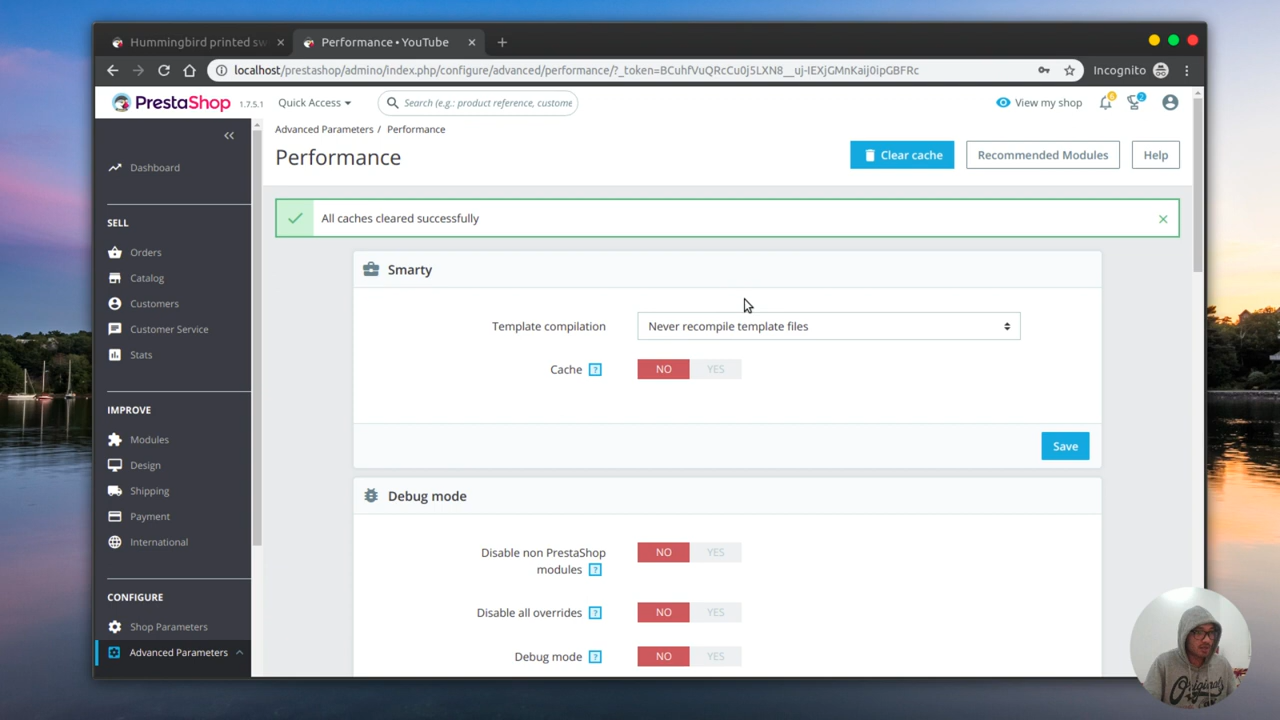 Hummingbird printed sw
Performance • YouTube
localhost/prestashop/admino/index.php/configure/advanced/performance/?_token=BCuhfVuQRcCu0j5LXN8__uj-IEXjGMnKaij0ipGBFRc
Incognito
PrestaShop 1.7.5.1
Quick Access
Search (e.g.: product reference, custome
View my shop
6
2
Advanced Parameters / Performance
Performance
Clear cache
Recommended Modules
Help
All caches cleared successfully
Dashboard
SELL
Orders
Catalog
Customers
Customer Service
Stats
IMPROVE
Modules
Design
Shipping
Payment
International
CONFIGURE
Shop Parameters
Advanced Parameters
Smarty
Template compilation
Never recompile template files
Cache ?
NO YES
Save
Debug mode
Disable non PrestaShop
modules ?
NO YES
Disable all overrides ?
NO YES
Debug mode ?
NO YES
Originals